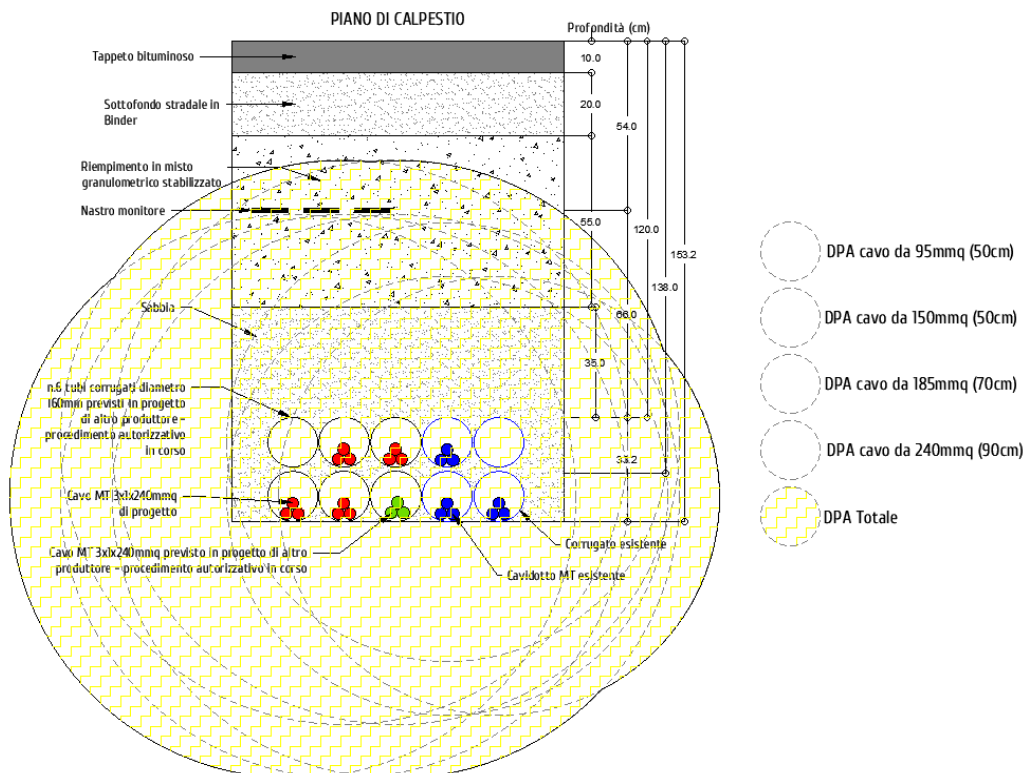 PIANO DI CALPESTIO
Profondità (cm)
Tappeto bituminoso
10.0
Sottofondo stradale in
Binder
20.0
54.0
Riempimento in misto
granulometrico stabilizzato
Nastro monitore
55.0
120.0
153.2
138.0
Sabbia
66.0
35.0
n.6 tubi corrugati diametro
160mm previsti in progetto
di altro produttore -
procedimento autorizzativo
in corso
33.2
Cavo MT 3x1x240mmq
di progetto
Cavo MT 3x1x240mmq previsto in progetto di altro
produttore - procedimento autorizzativo in corso
Corrugato esistente
Cavidotto MT esistente
DPA cavo da 95mmq (50cm)
DPA cavo da 150mmq (50cm)
DPA cavo da 185mmq (70cm)
DPA cavo da 240mmq (90cm)
DPA Totale